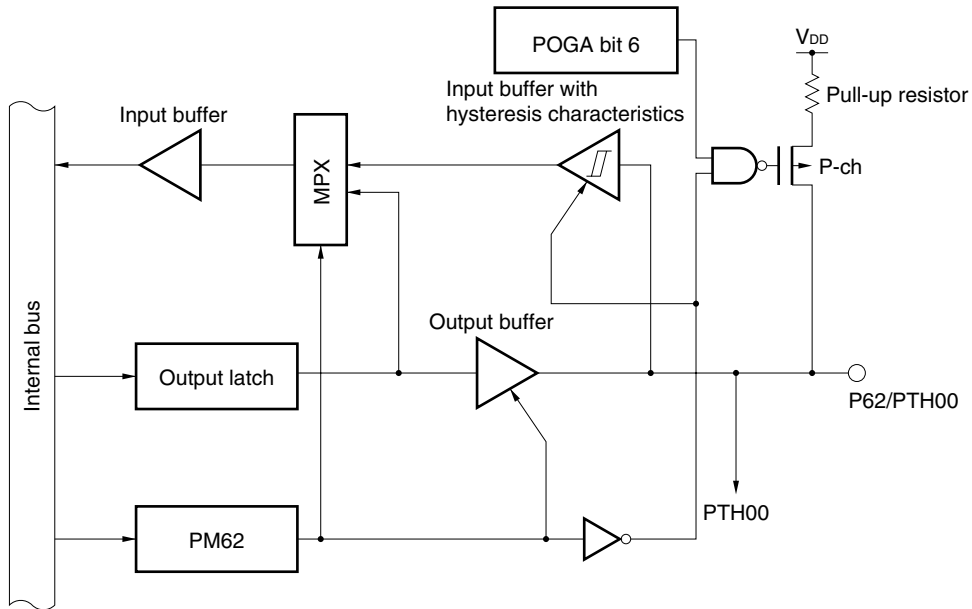 POGA bit 6
VDD
Input buffer with
hysteresis characteristics
Pull-up resistor
Input buffer
MPX
P-ch
Internal bus
Output buffer
Output latch
P62/PTH00
PTH00
PM62